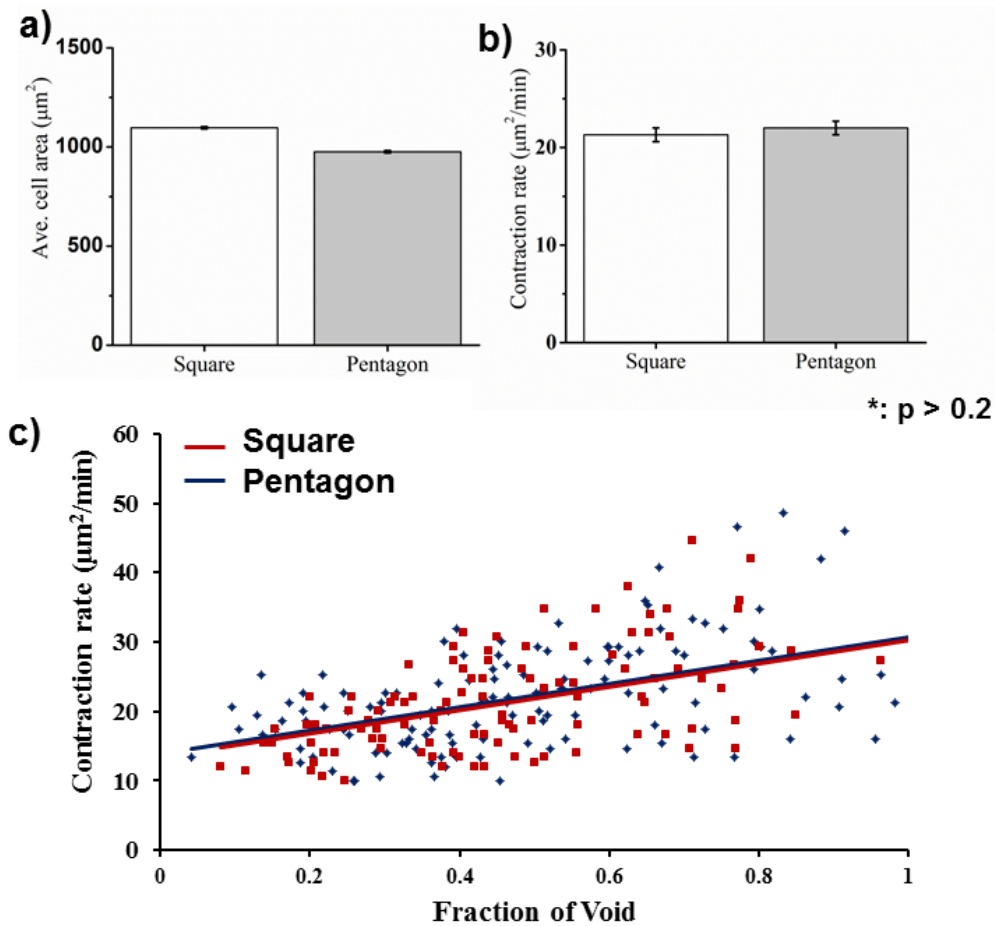 a)
1500
1000
500
0
Ave. cell area (μm²)
Square
Pentagon
b)
30
20
10
0
Contraction rate (μm²/min)
Square
Pentagon
*: p > 0.2
c)
60
50
40
30
20
10
0
Contraction rate (μm²/min)
Square
Pentagon
0
0.2
0.4
0.6
0.8
1
Fraction of Void